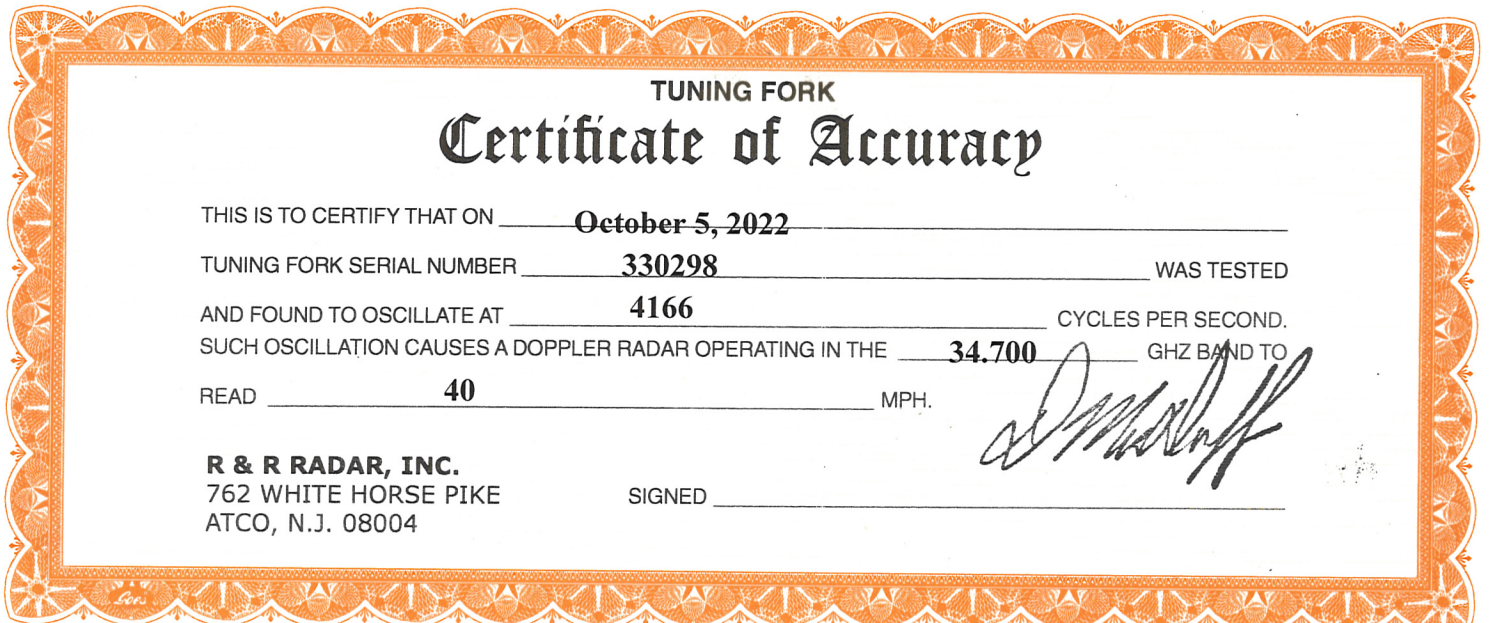 TUNING FORK
Certificate of Accuracy
THIS IS TO CERTIFY THAT ON October 5, 2022
TUNING FORK SERIAL NUMBER 330298 WAS TESTED
AND FOUND TO OSCILLATE AT 4166 CYCLES PER SECOND.
SUCH OSCILLATION CAUSES A DOPPLER RADAR OPERATING IN THE 34.700 GHZ BAND TO
READ 40 MPH.
R & R RADAR, INC.
762 WHITE HORSE PIKE
ATCO, N.J. 08004
SIGNED